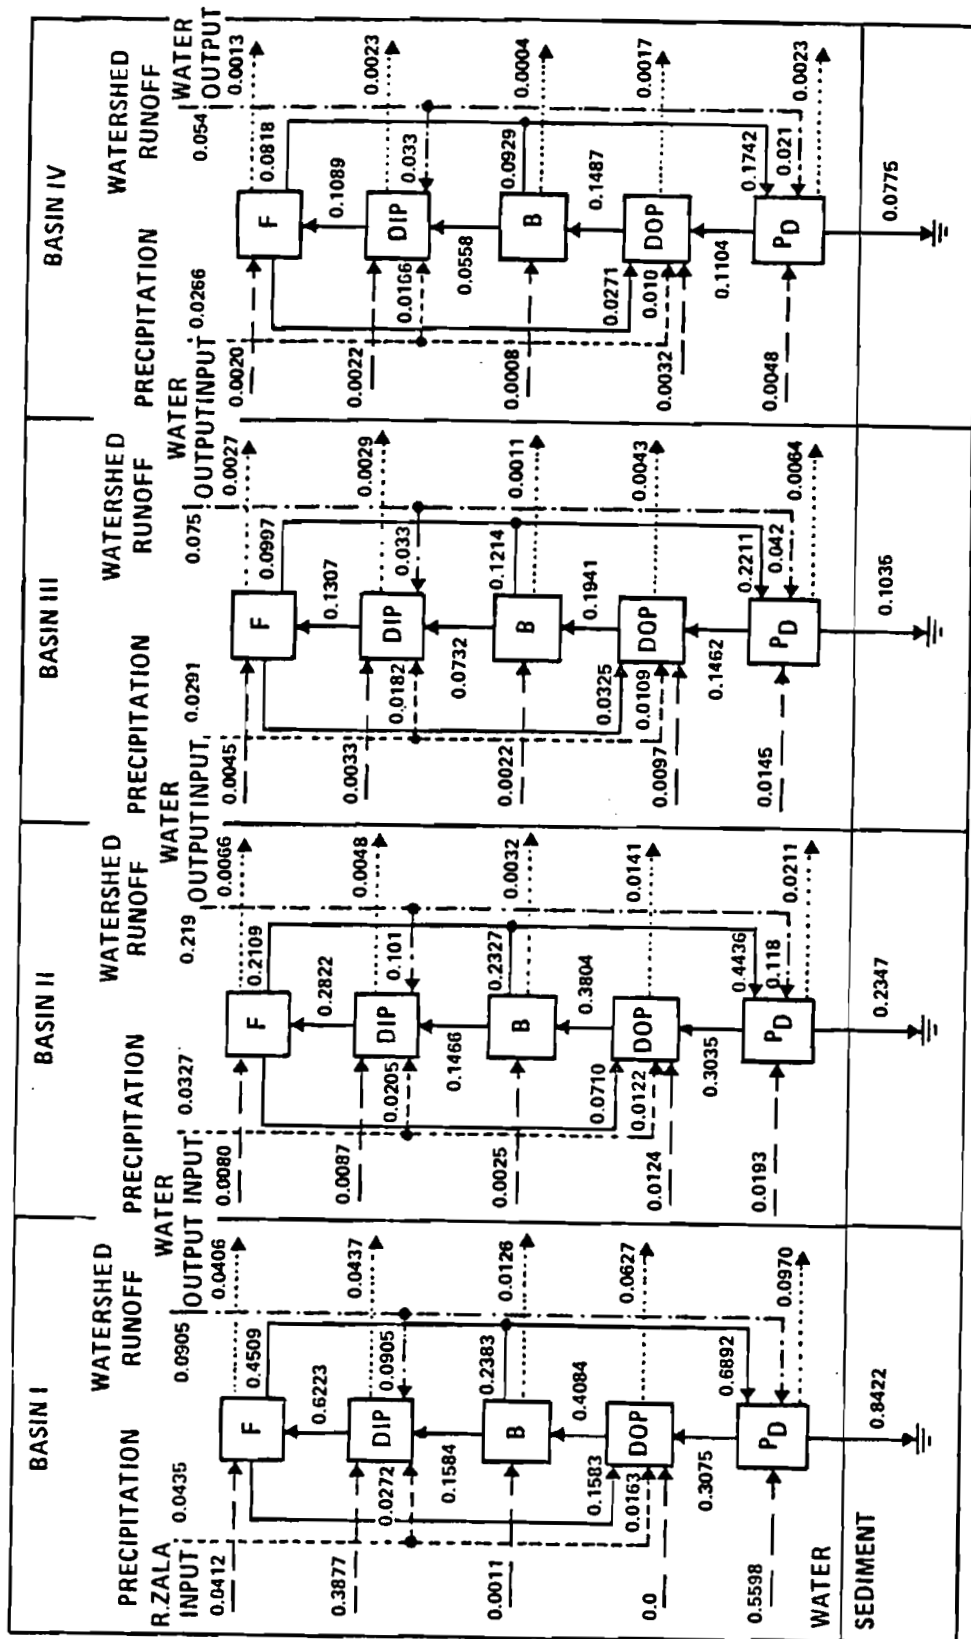 BASIN I
PRECIPITATION
0.0435
WATERSHED
RUNOFF
0.0905
R.ZALA
INPUT
WATER
OUTPUT
0.0412
F
0.4509
0.0406
0.6223
0.3877
DIP
0.0272
0.0905
0.0437
0.1584
0.0011
B
0.2383
0.0126
0.4084
0.1583
0.0163
0.0
DOP
0.0627
0.3075
0.6892
0.5598
PD
0.0970
0.8422
WATER
SEDIMENT
BASIN II
PRECIPITATION
0.0327
WATERSHED
RUNOFF
0.219
INPUT
WATER
OUTPUT
0.0080
F
0.2109
0.0066
0.2822
0.0087
DIP
0.0205
0.101
0.0048
0.1466
0.0025
B
0.2327
0.0032
0.3804
0.0710
0.0122
0.0124
DOP
0.0141
0.3035
0.4436
0.118
0.0193
PD
0.0211
0.2347
BASIN III
PRECIPITATION
0.0291
WATERSHED
RUNOFF
0.075
INPUT
WATER
OUTPUT
0.0045
F
0.0997
0.0027
0.1307
0.0033
DIP
0.0182
0.033
0.0029
0.0732
0.0022
B
0.1214
0.0011
0.1941
0.0325
0.0109
0.0097
DOP
0.0043
0.1462
0.2211
0.042
0.0145
PD
0.0064
0.1036
BASIN IV
PRECIPITATION
0.0266
WATERSHED
RUNOFF
0.054
INPUT
WATER
OUTPUT
0.0020
F
0.0818
0.0013
0.1089
0.0022
DIP
0.0166
0.033
0.0023
0.0558
0.0008
B
0.0929
0.0004
0.1487
0.0271
0.010
0.0032
DOP
0.0017
0.1104
0.1742
0.021
0.0048
PD
0.0023
0.0775